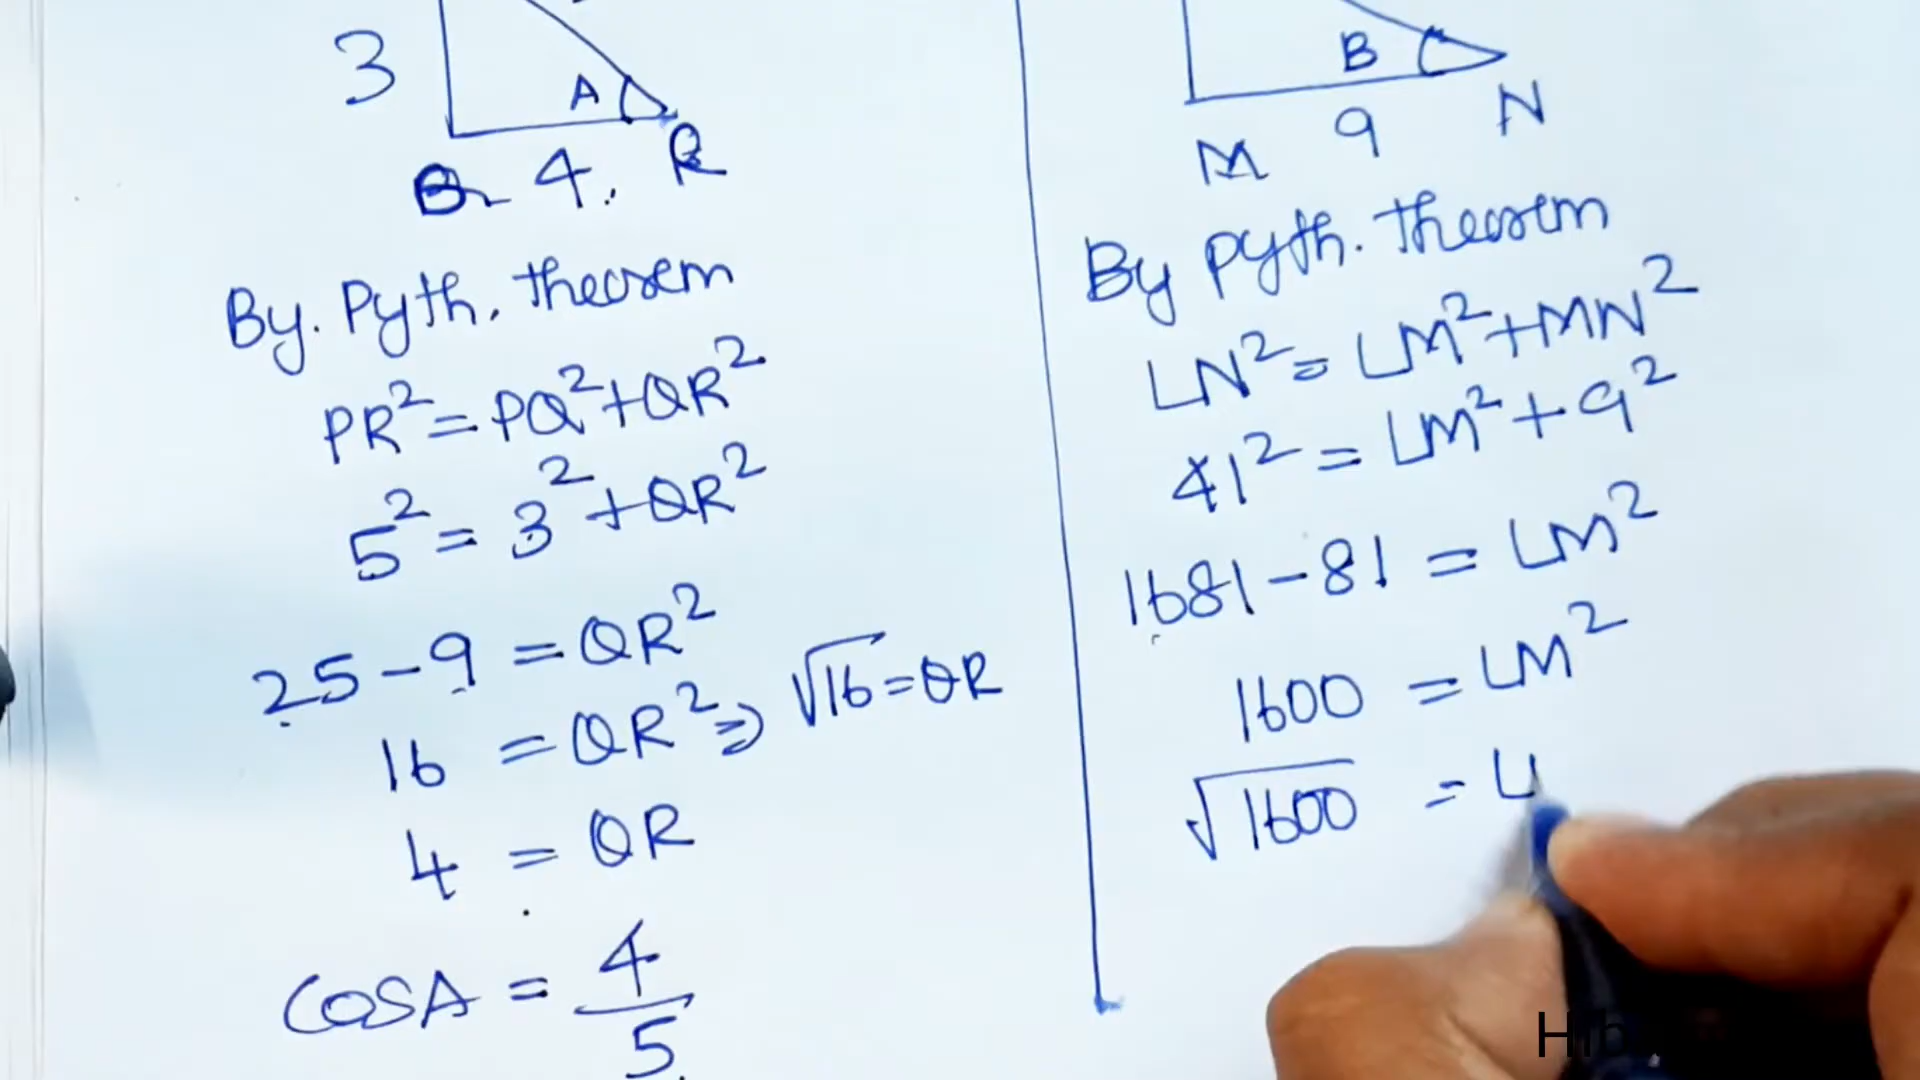 3
A
Q 4. R
By. Pyth. theorem
PR² = PQ² + QR²
5² = 3² + QR²
25 - 9 = QR²
16 = QR² ⇒ √16 = QR
4 = QR
COSA = 4/5
B
9
M N
By pyth. theorem
LN² = LM² + MN²
41² = LM² + 9²
1681 - 81 = LM²
1600 = LM²
√1600 =